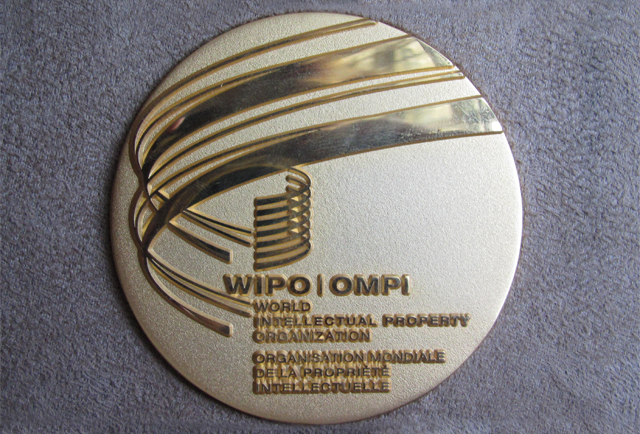 WIPO | OMPI
WORLD
INTELLECTUAL PROPERTY
ORGANIZATION
ORGANISATION MONDIALE
DE LA PROPRIÉTÉ
INTELLECTUELLE